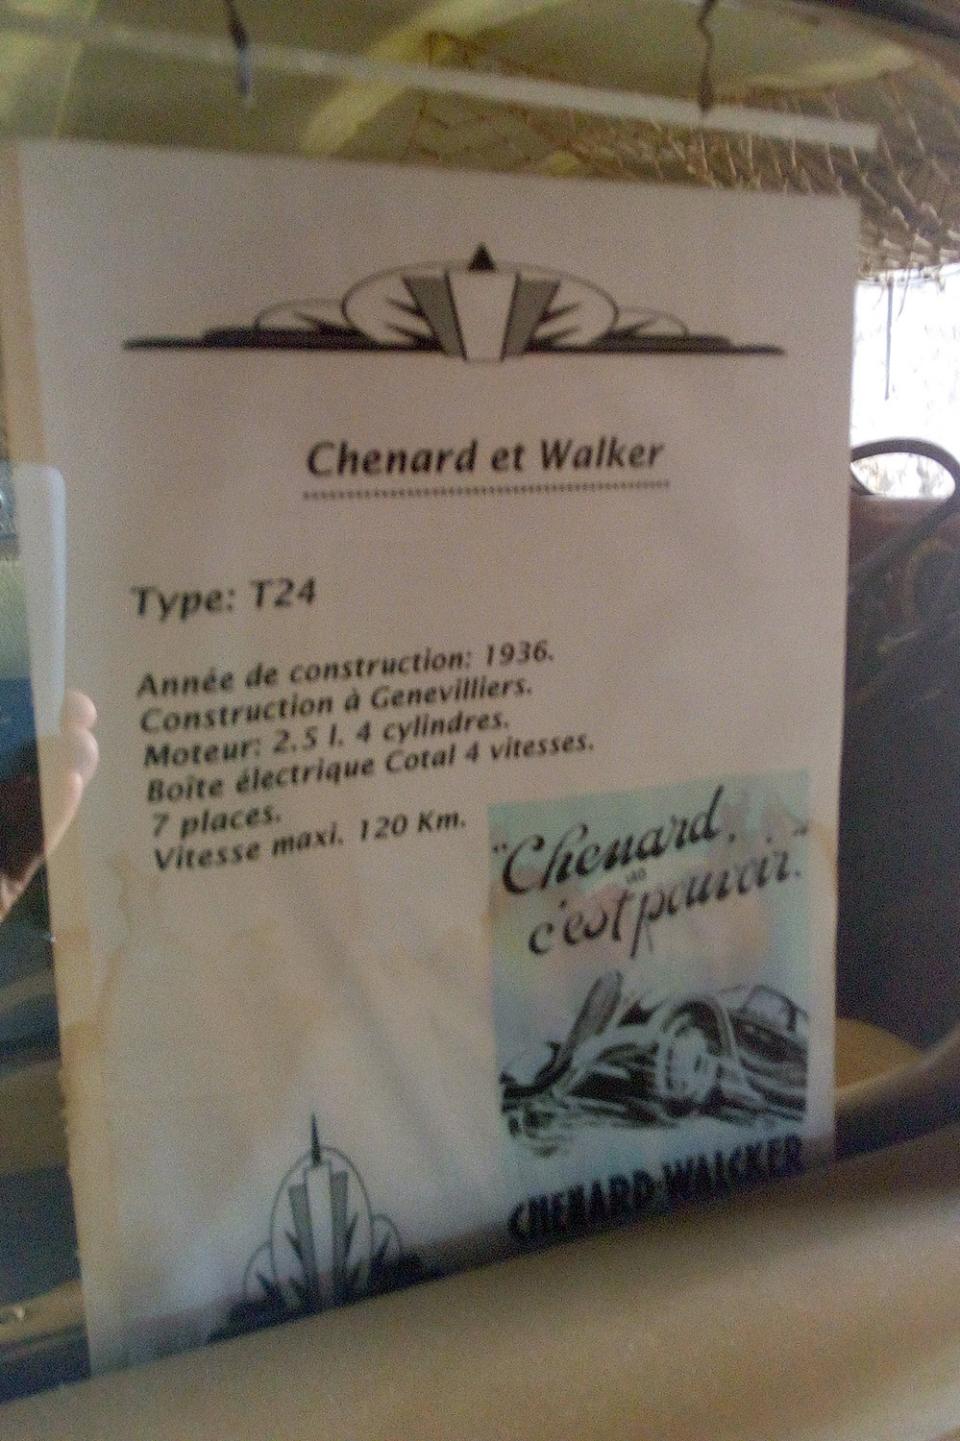 Chenard et Walker
Type: T24
Année de construction: 1936.
Construction à Genevilliers.
Moteur: 2.5 l. 4 cylindres.
Boîte électrique Cotal 4 vitesses.
7 places.
Vitesse maxi. 120 Km.
"Chenard. . ."
c'est pouvoir.
CHENARD-WALCKER